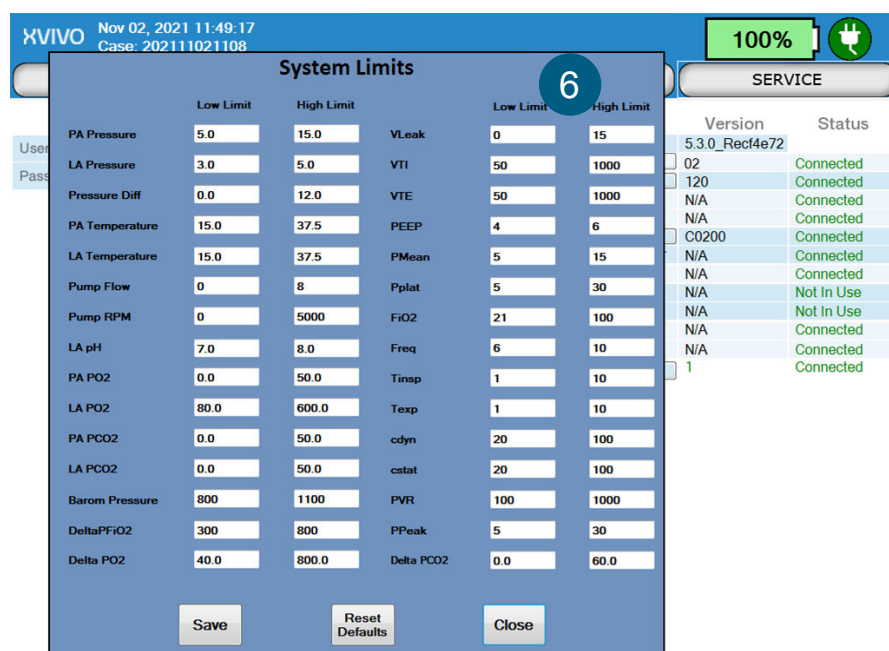 XVIVO Nov 02, 2021 11:49:17
Case: 202111021108
100%
System Limits
6
SERVICE
Low Limit High Limit Low Limit High Limit
Version Status
5.3.0_Recf4e72
User
Pass
PA Pressure 5.0 15.0 VLeak 0 15
LA Pressure 3.0 5.0 VTI 50 1000
Pressure Diff 0.0 12.0 VTE 50 1000
PA Temperature 15.0 37.5 PEEP 4 6
LA Temperature 15.0 37.5 PMean 5 15
Pump Flow 0 8 Pplat 5 30
Pump RPM 0 5000 FiO2 21 100
LA pH 7.0 8.0 Freq 6 10
PA PO2 0.0 50.0 Tinsp 1 10
LA PO2 80.0 600.0 Texp 1 10
PA PCO2 0.0 50.0 cdyn 20 100
LA PCO2 0.0 50.0 cstat 20 100
Barom Pressure 800 1100 PVR 100 1000
DeltaPFiO2 300 800 PPeak 5 30
Delta PO2 40.0 800.0 Delta PCO2 0.0 60.0
02 Connected
120 Connected
N/A Connected
N/A Connected
C0200 Connected
N/A Connected
N/A Connected
N/A Not In Use
N/A Not In Use
N/A Connected
N/A Connected
1 Connected
Save
Reset
Defaults
Close